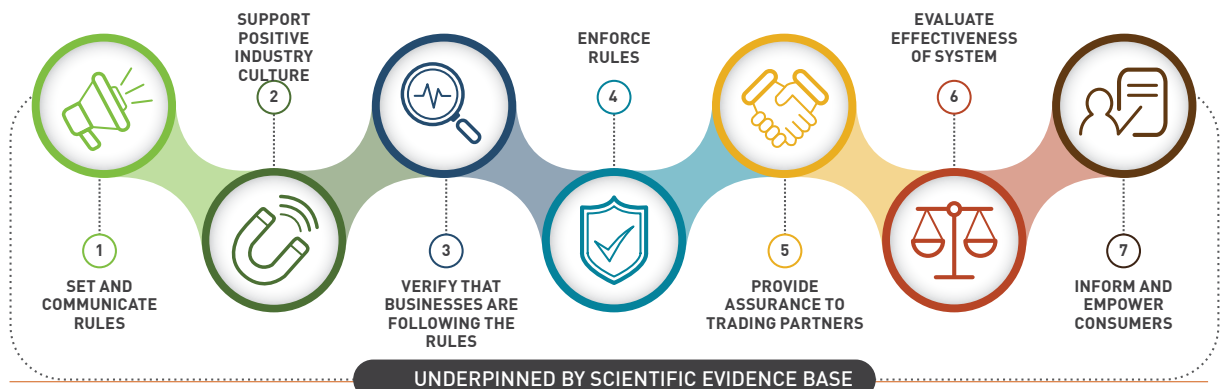 1
SET AND
COMMUNICATE
RULES
SUPPORT
POSITIVE
INDUSTRY
CULTURE
2
3
VERIFY THAT
BUSINESSES ARE
FOLLOWING THE
RULES
ENFORCE
RULES
4
5
PROVIDE
ASSURANCE TO
TRADING PARTNERS
EVALUATE
EFFECTIVENESS
OF SYSTEM
6
7
INFORM AND
EMPOWER
CONSUMERS
UNDERPINNED BY SCIENTIFIC EVIDENCE BASE